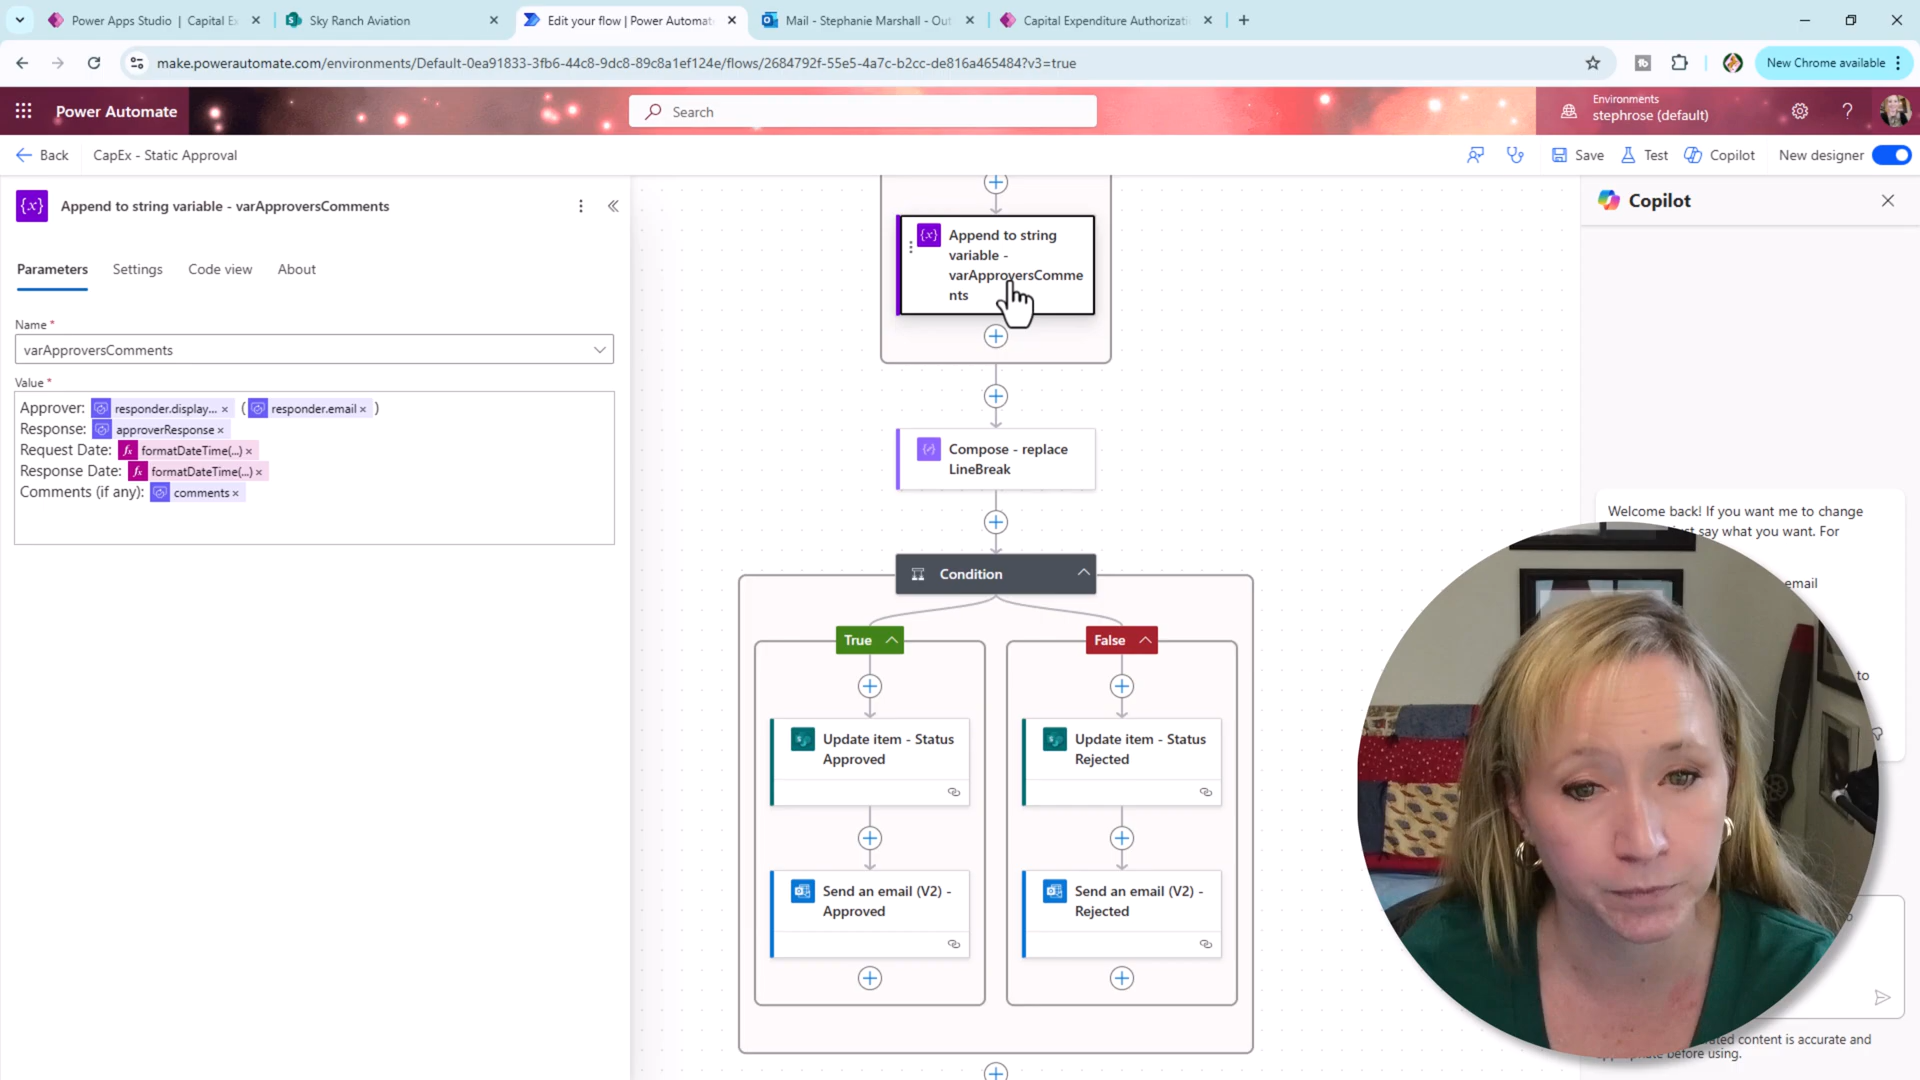 Power Apps Studio | Capital Ex
Sky Ranch Aviation
Edit your flow | Power Automate
Mail - Stephanie Marshall - Out
Capital Expenditure Authorizatio
make.powerautomate.com/environments/Default-0ea91833-3fb6-44c8-9dc8-89c8a1ef124e/flows/2684792f-55e5-4a7c-b2cc-de816a465484?v3=true
New Chrome available
Power Automate
Search
Environments
stephrose (default)
Back
CapEx - Static Approval
Save
Test
Copilot
New designer
{x} Append to string variable - varApproversComments
Parameters
Settings
Code view
About
Name *
varApproversComments
Value *
Approver: responder.display... × ( responder.email × )
Response: approverResponse ×
Request Date: fx formatDateTime(...) ×
Response Date: fx formatDateTime(...) ×
Comments (if any): comments ×
{x} Append to string
variable -
varApproversComme
nts
Compose - replace
LineBreak
Condition
True
False
Update item - Status
Approved
Update item - Status
Rejected
Send an email (V2) -
Approved
Send an email (V2) -
Rejected
Copilot
Welcome back! If you want me to change
just say what you want. For
email
to
content is accurate and
before using.